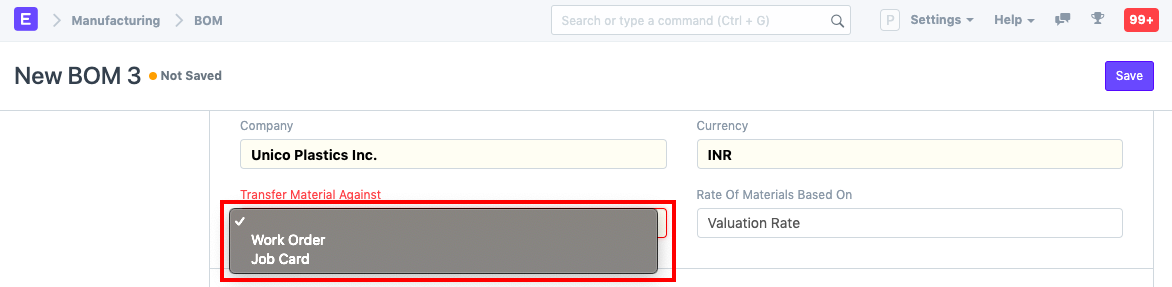 E Manufacturing BOM Search or type a command (Ctrl + G) P Settings Help 99+
New BOM 3 Not Saved Save
Company Currency
Unico Plastics Inc. INR
Transfer Material Against Rate Of Materials Based On
Valuation Rate
Work Order
Job Card